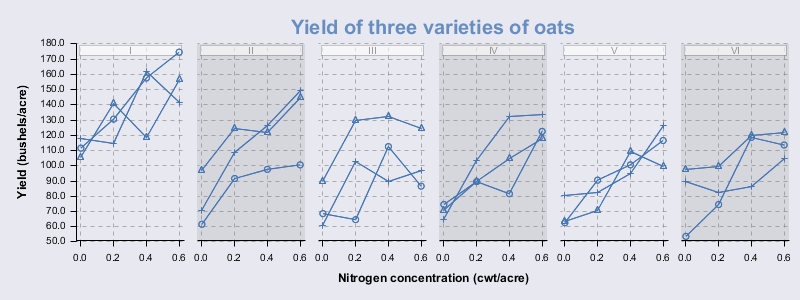 Yield of three varieties of oats
I II III IV V VI
180.0
170.0
160.0
150.0
140.0
130.0
120.0
110.0
100.0
90.0
80.0
70.0
60.0
50.0
Yield (bushels/acre)
0.0 0.2 0.4 0.6 0.0 0.2 0.4 0.6 0.0 0.2 0.4 0.6 0.0 0.2 0.4 0.6 0.0 0.2 0.4 0.6 0.0 0.2 0.4 0.6
Nitrogen concentration (cwt/acre)